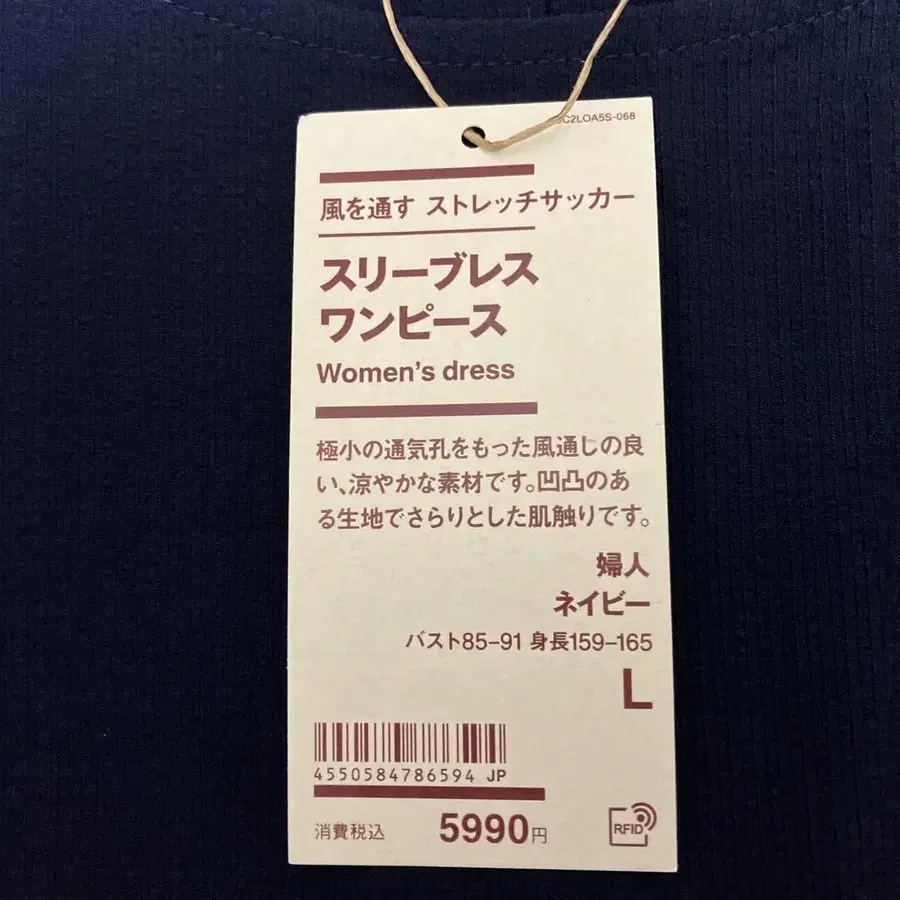 C2LOA5S-068
風を通す ストレッチサッカー
スリーブレス
ワンピース
Women's dress
極小の通気孔をもった風通しの良
い、涼やかな素材です。凹凸のあ
る生地でさらりとした肌触りです。
婦人
ネイビー
バスト85–91 身長159–165
L
4550584786594 JP
消費税込 5990円
RFID